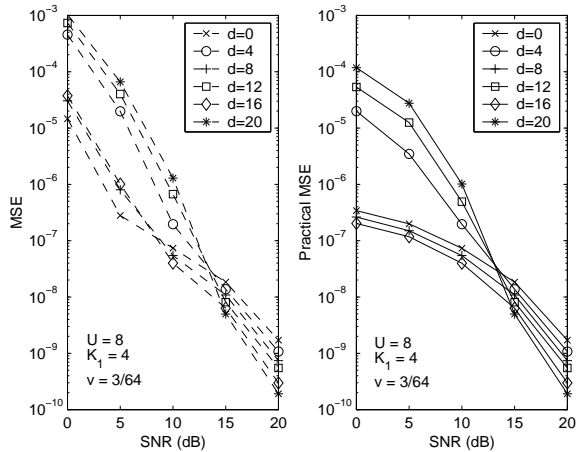 10^-3
10^-4
10^-5
10^-6
10^-7
10^-8
10^-9
10^-10
MSE
0 5 10 15 20
SNR (dB)
d=0
d=4
d=8
d=12
d=16
d=20
U = 8
K_1 = 4
v = 3/64
10^-3
10^-4
10^-5
10^-6
10^-7
10^-8
10^-9
10^-10
Practical MSE
0 5 10 15 20
SNR (dB)
d=0
d=4
d=8
d=12
d=16
d=20
U = 8
K_1 = 4
v = 3/64